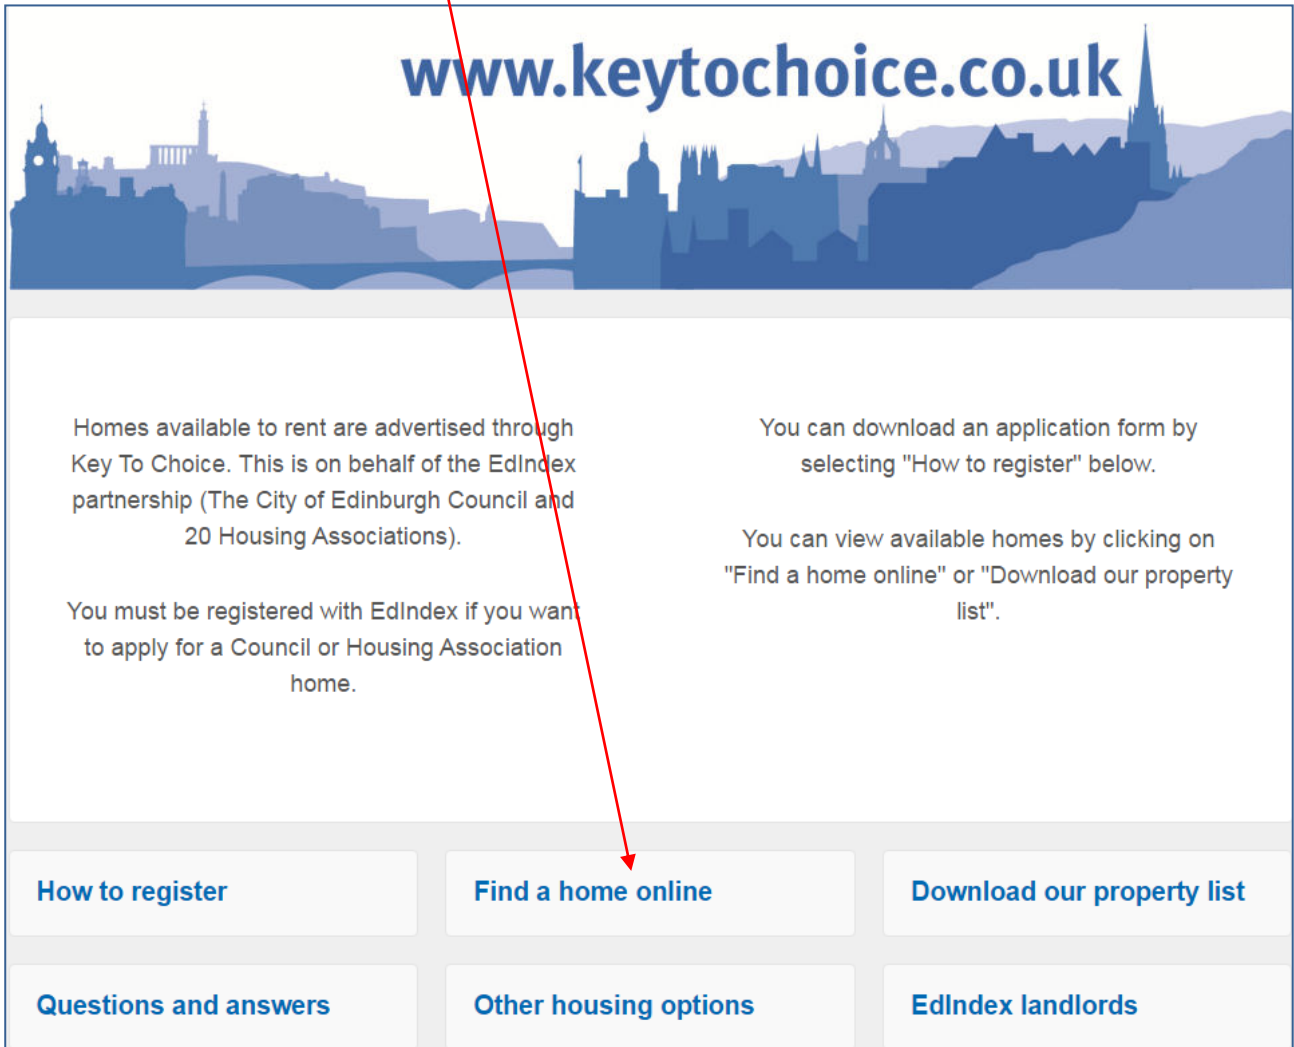 www.keytochoice.co.uk
Homes available to rent are advertised through
Key To Choice. This is on behalf of the EdIndex
partnership (The City of Edinburgh Council and
20 Housing Associations).
You must be registered with EdIndex if you want
to apply for a Council or Housing Association
home.
You can download an application form by
selecting "How to register" below.
You can view available homes by clicking on
"Find a home online" or "Download our property
list".
How to register
Find a home online
Download our property list
Questions and answers
Other housing options
EdIndex landlords